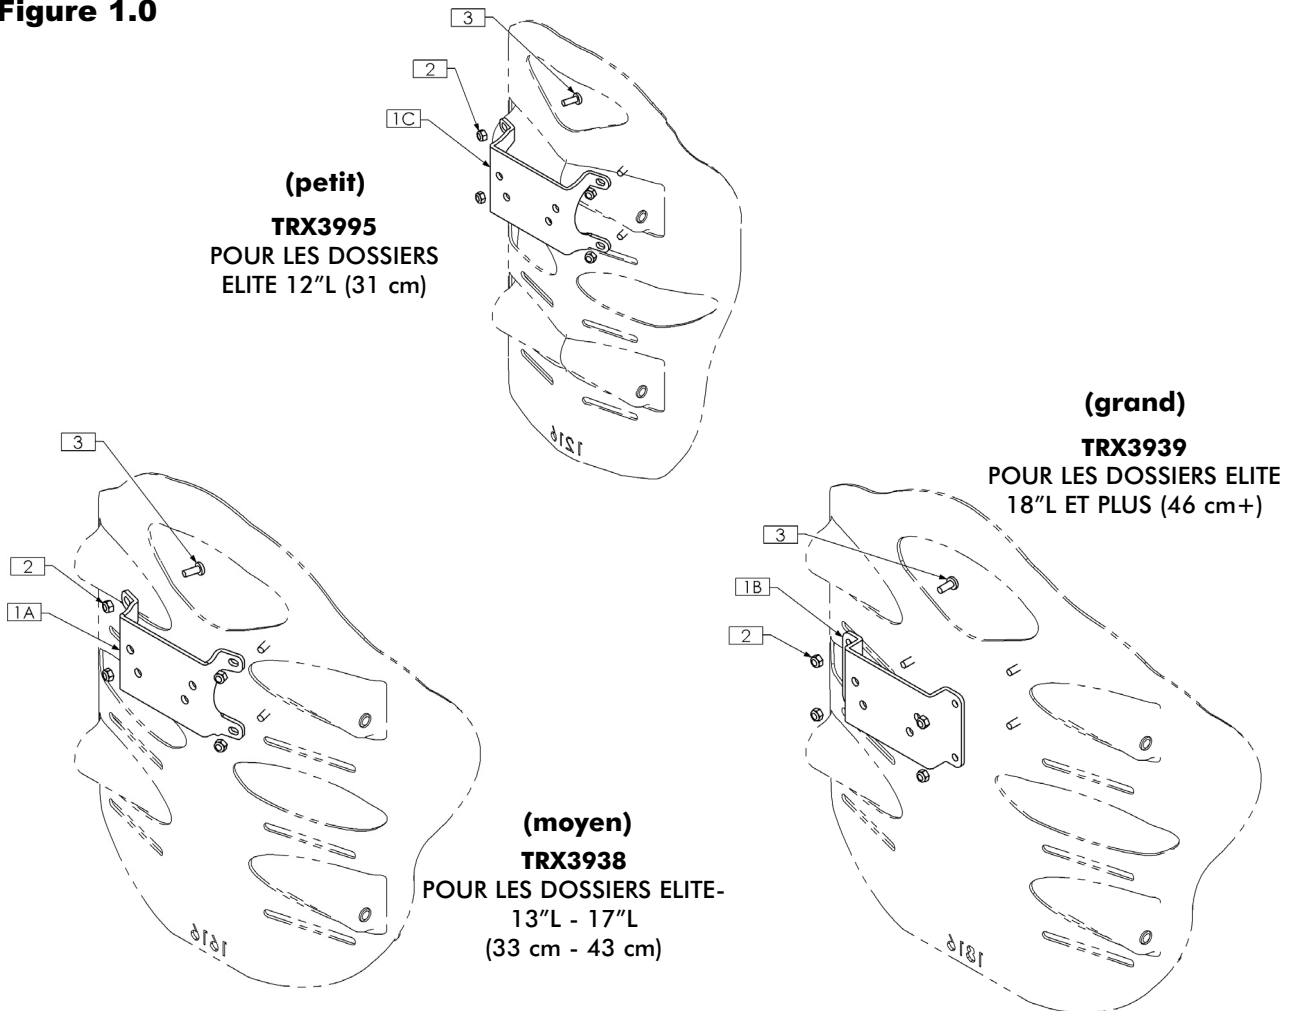 Figure 1.0
3
2
1C
(petit)
TRX3995
POUR LES DOSSIERS
ELITE 12"L (31 cm)
1216
(grand)
TRX3939
POUR LES DOSSIERS ELITE
18"L ET PLUS (46 cm+)
3
2
1A
1616
(moyen)
TRX3938
POUR LES DOSSIERS ELITE-
13"L - 17"L
(33 cm - 43 cm)
3
1B
2
1816